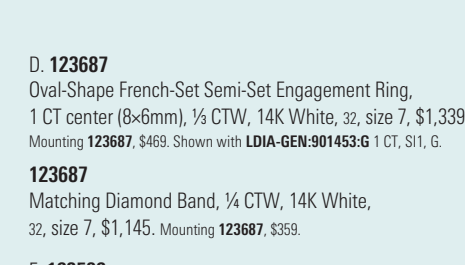 D. 123687
Oval-Shape French-Set Semi-Set Engagement Ring,
1 CT center (8×6mm), ⅓ CTW, 14K White, 32, size 7, $1,339
Mounting 123687, $469. Shown with LDIA-GEN:901453:G 1 CT, SI1, G.
123687
Matching Diamond Band, ¼ CTW, 14K White,
32, size 7, $1,145. Mounting 123687, $359.